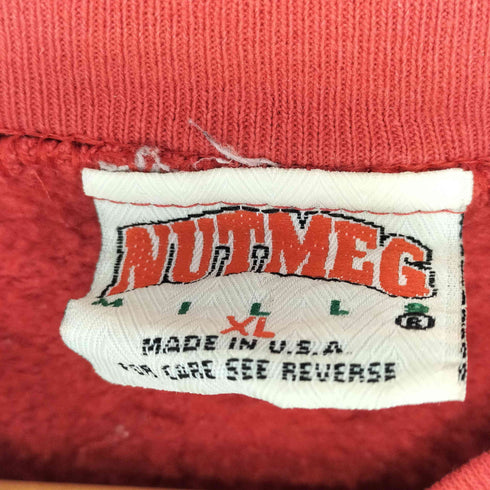 NUTMEG
MILLS ®
XL
MADE IN U.S.A.
FOR CARE SEE REVERSE